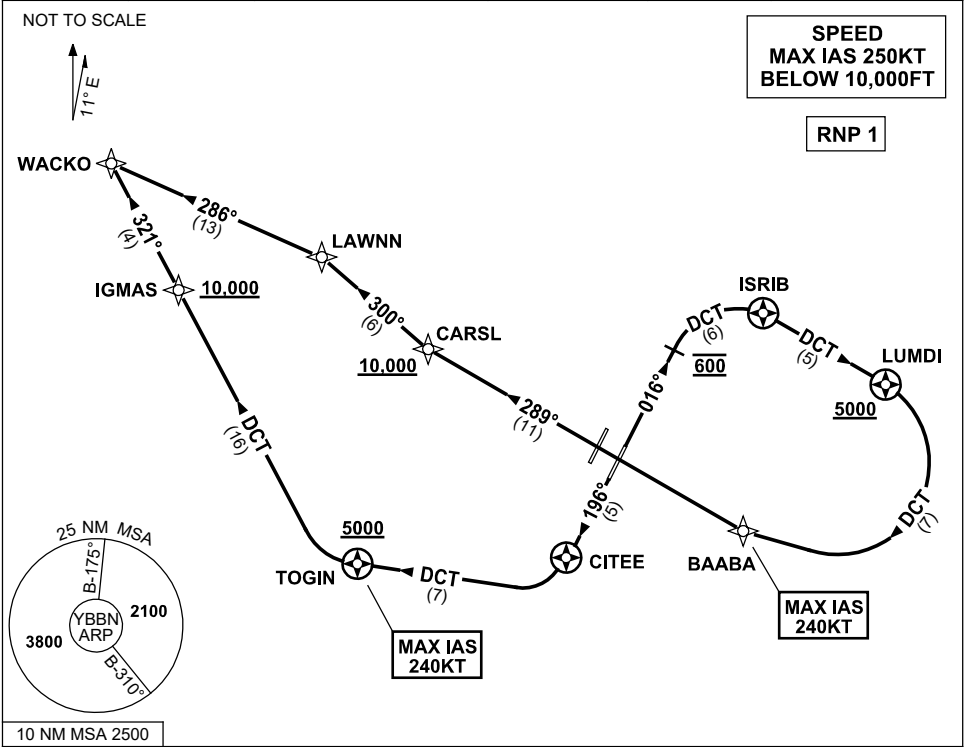 NOT TO SCALE
11° E
SPEED
MAX IAS 250KT
BELOW 10,000FT
RNP 1
WACKO
286°
(13)
321°
(4)
LAWNN
IGMAS
10,000
300°
(6)
CARSL
10,000
ISRIB
DCT
(6)
DCT
(5)
600
LUMDI
5000
016°
289°
(11)
DCT
(16)
196°
(5)
DCT
(7)
5000
TOGIN
DCT
(7)
CITEE
BAABA
MAX IAS
240KT
MAX IAS
240KT
25 NM MSA
B-175°
YBBN
ARP
2100
3800
B-310°
10 NM MSA 2500